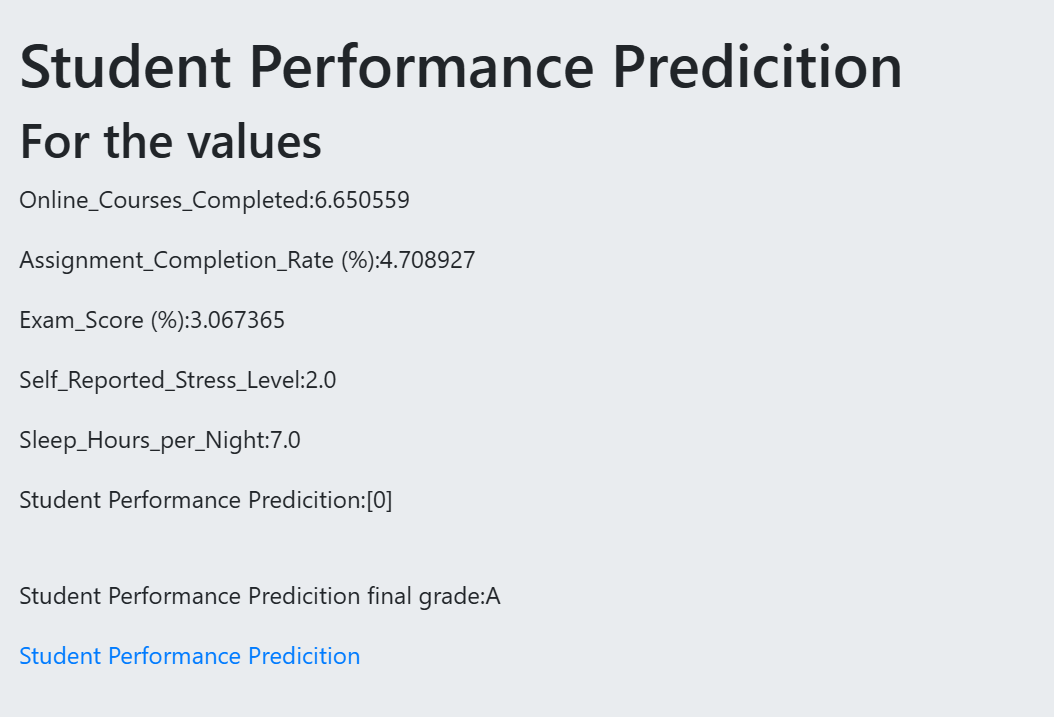 Student Performance Predicition
For the values
Online_Courses_Completed:6.650559
Assignment_Completion_Rate (%):4.708927
Exam_Score (%):3.067365
Self_Reported_Stress_Level:2.0
Sleep_Hours_per_Night:7.0
Student Performance Predicition:[0]
Student Performance Predicition final grade:A
Student Performance Predicition